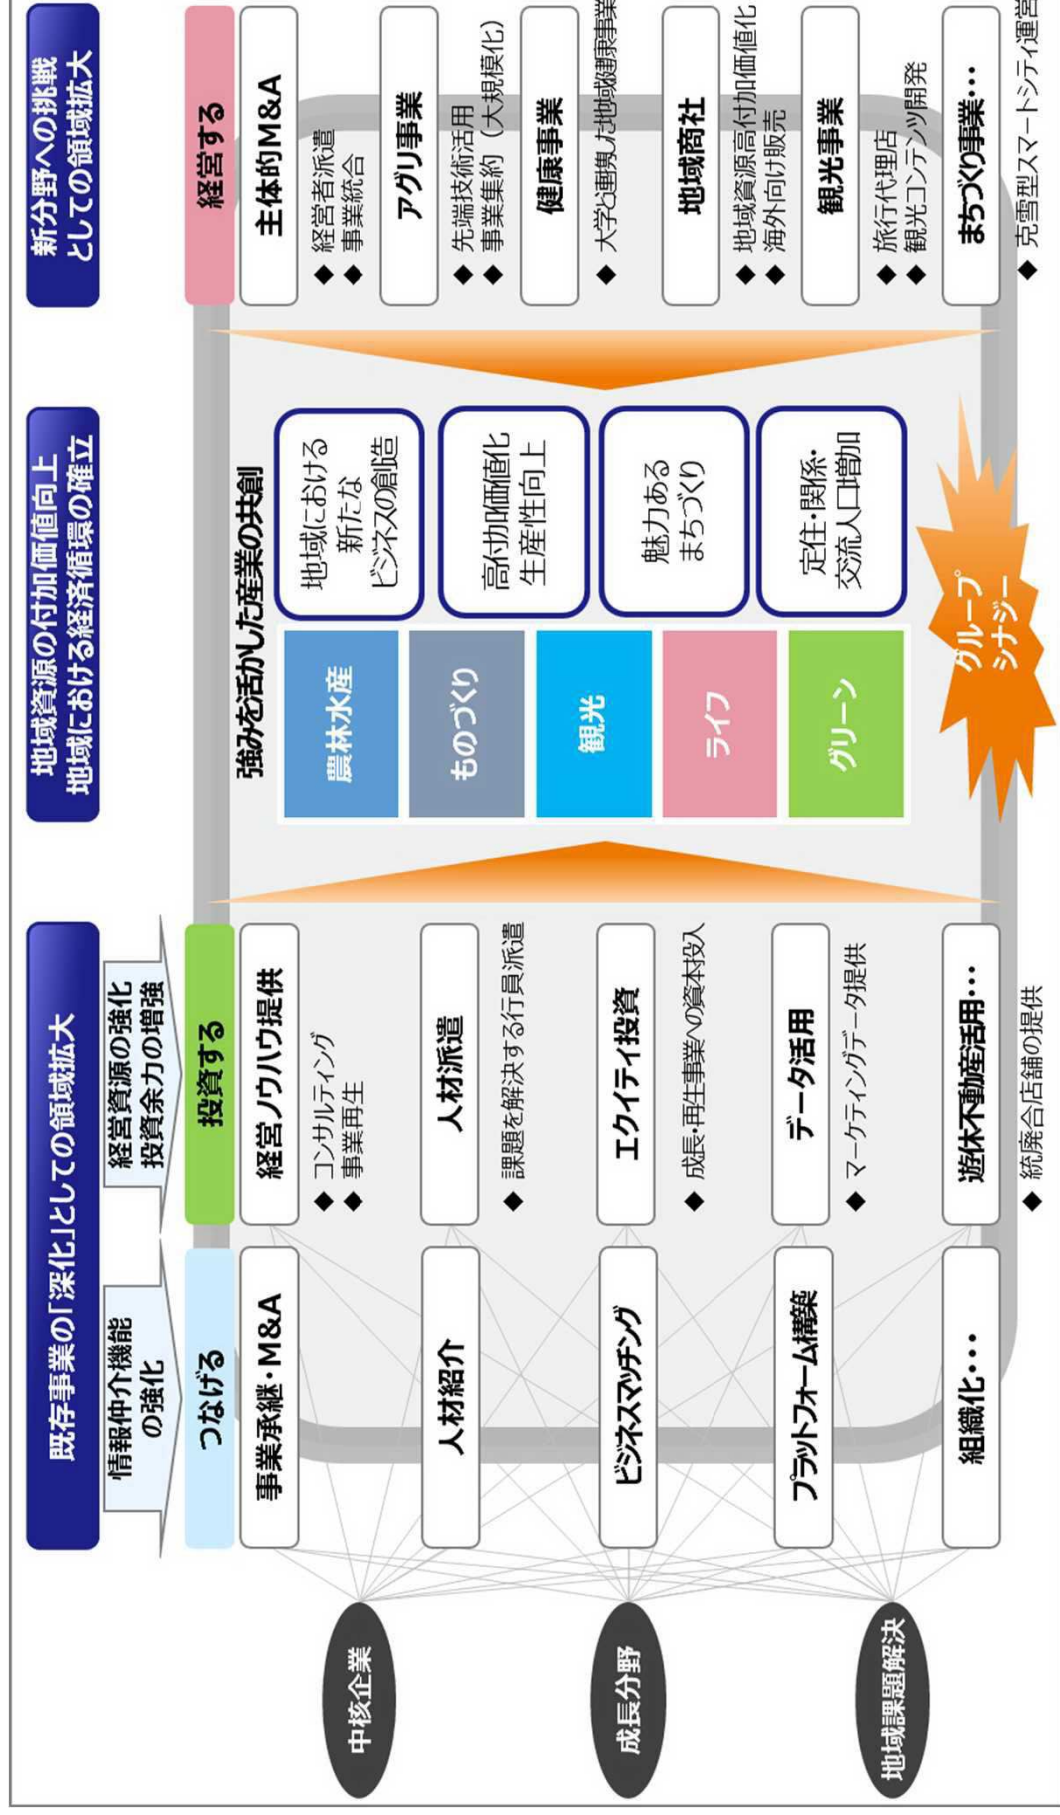 既存事業の「深化」としての領域拡大
地域資源の付加価値向上
地域における経済循環の確立
新分野への挑戦
としての領域拡大
情報仲介機能
の強化
経営資源の強化
投資余力の増強
つなげる
投資する
経営する
中核企業
成長分野
地域課題解決
事業承継・M&A
人材紹介
ビジネスマッチング
プラットフォーム構築
組織化・・・
経営ノウハウ提供
◆ コンサルティング
◆ 事業再生
人材派遣
◆ 課題を解決する行員派遣
エクイティ投資
◆ 成長・再生事業への資本投入
データ活用
◆ マーケティングデータ提供
遊休不動産活用・・・
◆ 統廃合店舗の提供
強みを活かした産業の共創
農林水産
ものづくり
観光
ライフ
グリーン
地域における
新たな
ビジネスの創造
高付加価値化
生産性向上
魅力ある
まちづくり
定住・関係・
交流人口増加
グループ
シナジー
主体的M&A
◆ 経営者派遣
◆ 事業統合
アグリ事業
◆ 先端技術活用
◆ 事業集約（大規模化）
健康事業
◆ 大学と連携した地域健康事業
地域商社
◆ 地域資源高付加価値化
◆ 海外向け販売
観光事業
◆ 旅行代理店
◆ 観光コンテンツ開発
まちづくり事業・・・
◆ 克雪型スマートシティ運営